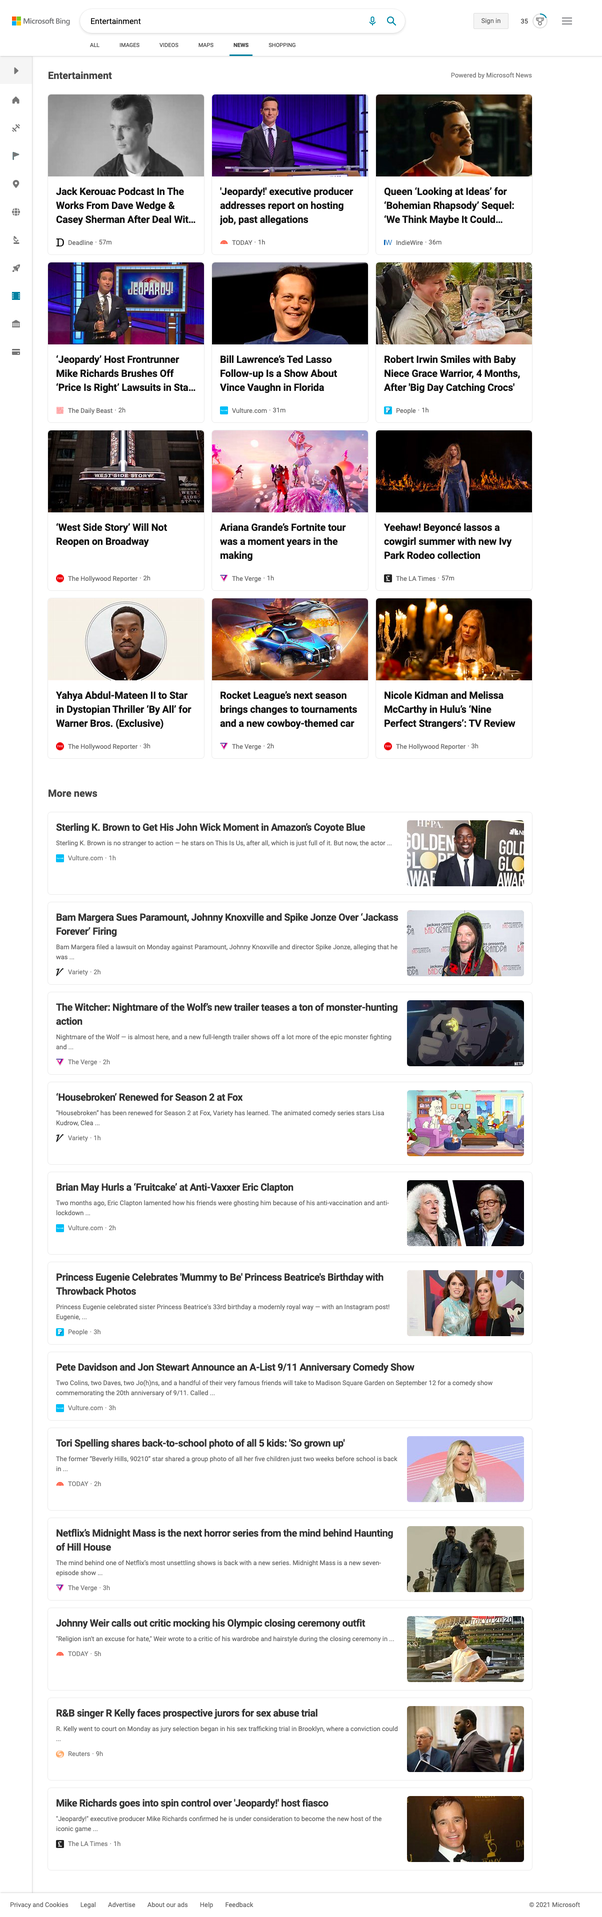 Microsoft Bing
Entertainment
Sign in
35
ALL
IMAGES
VIDEOS
MAPS
NEWS
SHOPPING
Entertainment
Powered by Microsoft News
Jack Kerouac Podcast In The
Works From Dave Wedge &
Casey Sherman After Deal Wit...
Deadline · 57m
'Jeopardy!' executive producer
addresses report on hosting
job, past allegations
TODAY · 1h
Queen ‘Looking at Ideas’ for
‘Bohemian Rhapsody’ Sequel:
‘We Think Maybe It Could...
IndieWire · 36m
JEOPARDY!
‘Jeopardy’ Host Frontrunner
Mike Richards Brushes Off
‘Price Is Right’ Lawsuits in Sta...
The Daily Beast · 2h
Bill Lawrence’s Ted Lasso
Follow-up Is a Show About
Vince Vaughn in Florida
Vulture.com · 31m
Robert Irwin Smiles with Baby
Niece Grace Warrior, 4 Months,
After 'Big Day Catching Crocs'
People · 1h
WEST SIDE STORY
‘West Side Story’ Will Not
Reopen on Broadway
The Hollywood Reporter · 2h
Ariana Grande’s Fortnite tour
was a moment years in the
making
The Verge · 1h
Yeehaw! Beyoncé lassos a
cowgirl summer with new Ivy
Park Rodeo collection
The LA Times · 57m
Yahya Abdul-Mateen II to Star
in Dystopian Thriller ‘By All’ for
Warner Bros. (Exclusive)
The Hollywood Reporter · 3h
Rocket League’s next season
brings changes to tournaments
and a new cowboy-themed car
The Verge · 2h
Nicole Kidman and Melissa
McCarthy in Hulu’s ‘Nine
Perfect Strangers’: TV Review
The Hollywood Reporter · 3h
More news
Sterling K. Brown to Get His John Wick Moment in Amazon’s Coyote Blue
Sterling K. Brown is no stranger to action — he stars on This Is Us, after all, which is just full of it. But now, the actor ...
Vulture.com · 1h
HFPA
GOLDEN
GLO
AWAR
Bam Margera Sues Paramount, Johnny Knoxville and Spike Jonze Over ‘Jackass
Forever’ Firing
Bam Margera filed a lawsuit on Monday against Paramount, Johnny Knoxville and director Spike Jonze, alleging that he
was ...
Variety · 2h
The Witcher: Nightmare of the Wolf’s new trailer teases a ton of monster-hunting
action
Nightmare of the Wolf — is almost here, and a new full-length trailer shows off a lot more of the epic monster fighting
and ...
The Verge · 2h
‘Housebroken’ Renewed for Season 2 at Fox
“Housebroken” has been renewed for Season 2 at Fox, Variety has learned. The animated comedy series stars Lisa
Kudrow, Clea ...
Variety · 1h
Brian May Hurls a ‘Fruitcake’ at Anti-Vaxxer Eric Clapton
Two months ago, Eric Clapton lamented how his friends were ghosting him because of his anti-vaccination and anti-
lockdown ...
Vulture.com · 2h
Princess Eugenie Celebrates 'Mummy to Be' Princess Beatrice's Birthday with
Throwback Photos
Princess Eugenie celebrated sister Princess Beatrice's 33rd birthday a modernly royal way — with an Instagram post!
Eugenie, ...
People · 3h
Pete Davidson and Jon Stewart Announce an A-List 9/11 Anniversary Comedy Show
Two Colins, two Daves, two Jo(h)ns, and a handful of their very famous friends will take to Madison Square Garden on September 12 for a comedy show
commemorating the 20th anniversary of 9/11. Called ...
Vulture.com · 3h
Tori Spelling shares back-to-school photo of all 5 kids: 'So grown up'
The former “Beverly Hills, 90210” star shared a group photo of all her five children just two weeks before school is back
in ...
TODAY · 2h
Netflix’s Midnight Mass is the next horror series from the mind behind Haunting
of Hill House
The mind behind one of Netflix’s most unsettling shows is back with a new series. Midnight Mass is a new seven-
episode show ...
The Verge · 3h
Johnny Weir calls out critic mocking his Olympic closing ceremony outfit
"Religion isn't an excuse for hate," Weir wrote to a critic of his wardrobe and hairstyle during the closing ceremony in ...
TODAY · 5h
R&B singer R Kelly faces prospective jurors for sex abuse trial
R. Kelly went to court on Monday as jury selection began in his sex trafficking trial in Brooklyn, where a conviction could
...
Reuters · 9h
Mike Richards goes into spin control over 'Jeopardy!' host fiasco
"Jeopardy!" executive producer Mike Richards confirmed he is under consideration to become the new host of the
iconic game ...
The LA Times · 1h
Privacy and Cookies
Legal
Advertise
About our ads
Help
Feedback
© 2021 Microsoft